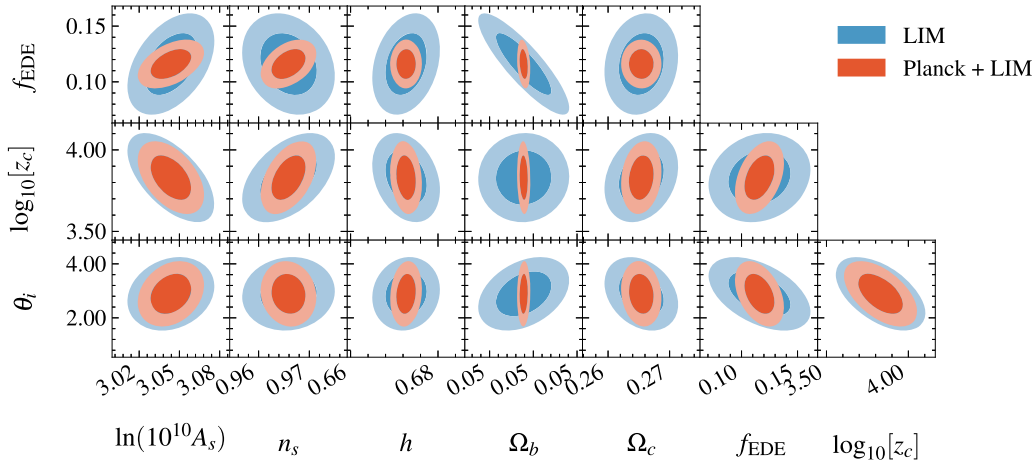 LIM
Planck + LIM
0.15
0.10
f_EDE
4.00
3.50
log₁₀[z_c]
4.00
2.00
θ_i
3.02 3.05 3.08 0.96 0.97 0.66 0.68 0.05 0.05 0.05 0.26 0.27 0.10 0.15 3.50 4.00
ln(10¹⁰A_s) n_s h Ω_b Ω_c f_EDE log₁₀[z_c]